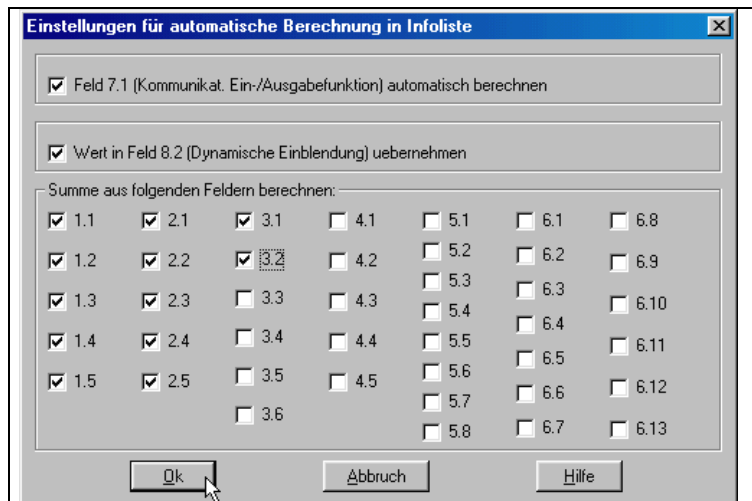 Einstellungen für automatische Berechnung in Infoliste
Feld 7.1 (Kommunikat. Ein-/Ausgabefunktion) automatisch berechnen
Wert in Feld 8.2 (Dynamische Einblendung) uebernehmen
Summe aus folgenden Feldern berechnen:
1.1 2.1 3.1 4.1 5.1 6.1 6.8
1.2 2.2 3.2 4.2 5.2 6.2 6.9
1.3 2.3 3.3 4.3 5.3 6.3 6.10
1.4 2.4 3.4 4.4 5.4 6.4 6.11
1.5 2.5 3.5 4.5 5.5 6.5 6.12
3.6 5.6 6.6 6.13
5.7 6.7
5.8
Ok Abbruch Hilfe